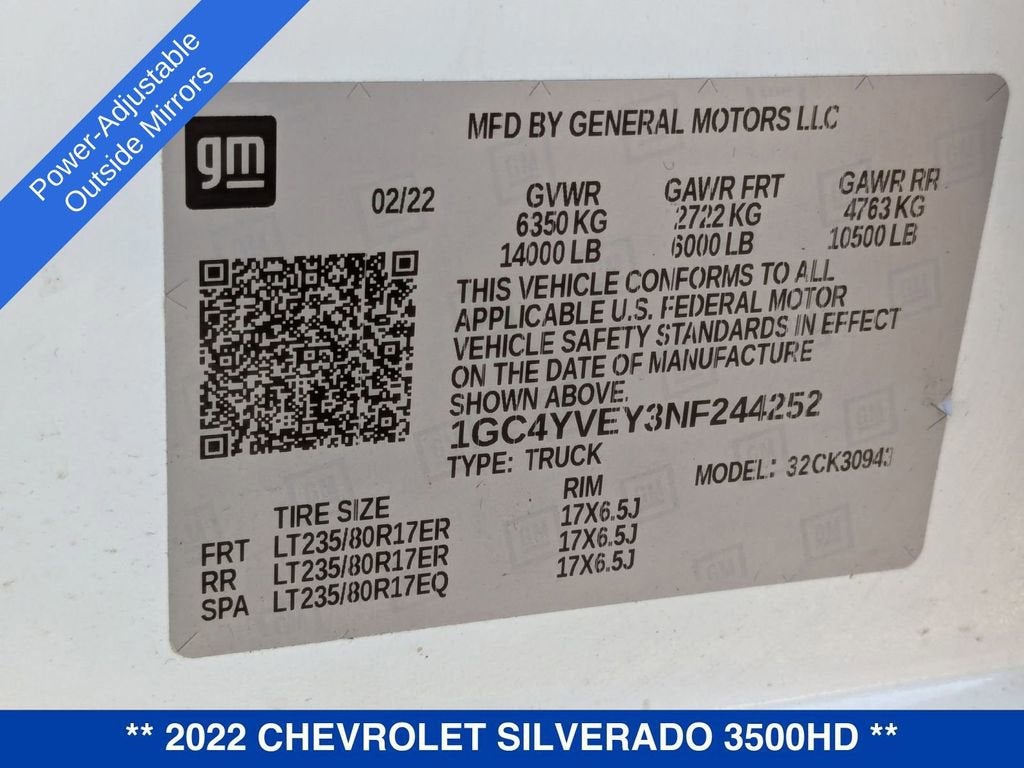 Power-Adjustable
Outside Mirrors
gm
MFD BY GENERAL MOTORS LLC
02/22
GVWR GAWR FRT GAWR RR
6350 KG 2722 KG 4763 KG
14000 LB 6000 LB 10500 LB
THIS VEHICLE CONFORMS TO ALL
APPLICABLE U.S. FEDERAL MOTOR
VEHICLE SAFETY STANDARDS IN EFFECT
ON THE DATE OF MANUFACTURE
SHOWN ABOVE.
1GC4YVEY3NF244252
TYPE: TRUCK MODEL: 32CK30943
TIRE SIZE RIM
FRT LT235/80R17ER 17X6.5J
RR LT235/80R17ER 17X6.5J
SPA LT235/80R17EQ 17X6.5J
** 2022 CHEVROLET SILVERADO 3500HD **